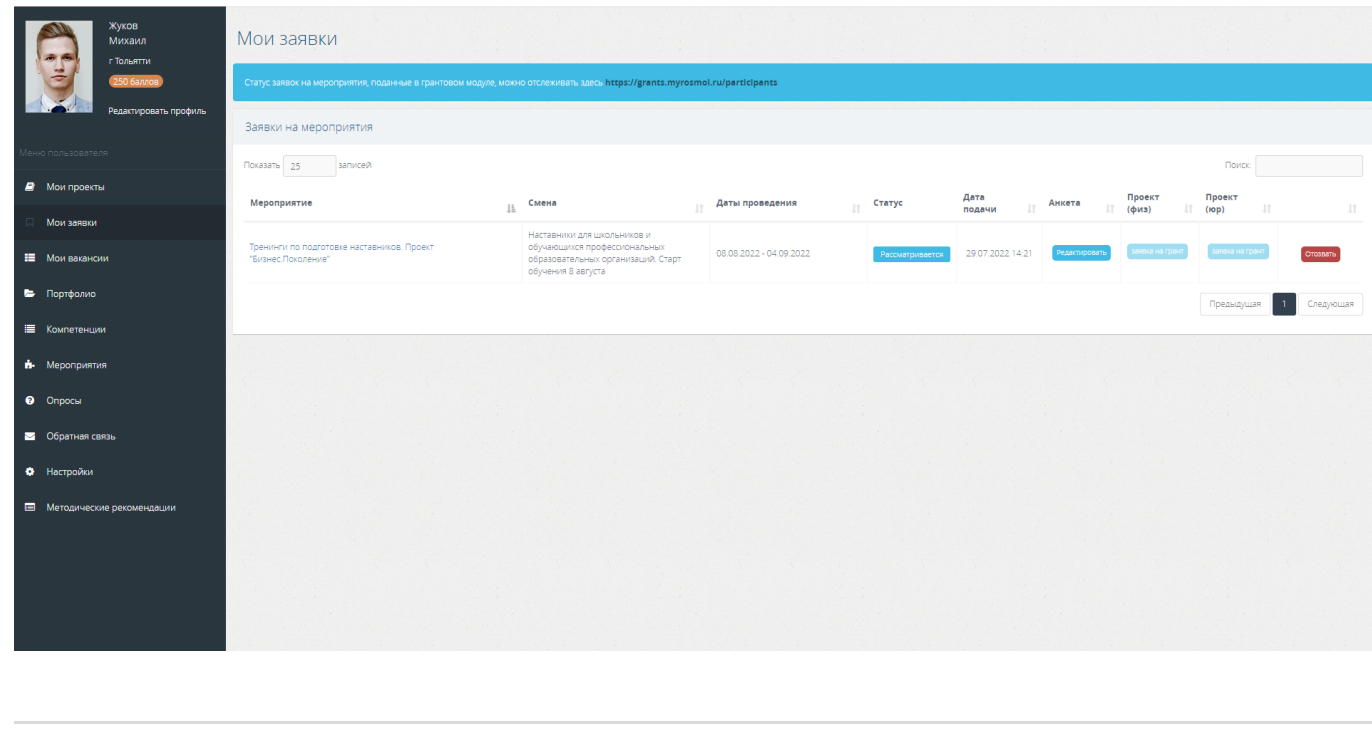 Жуков
Михаил
г Тольятти
250 баллов
Редактировать профиль
Меню пользователя
Мои проекты
Мои заявки
Мои вакансии
Портфолио
Компетенции
Мероприятия
Опросы
Обратная связь
Настройки
Методические рекомендации
Мои заявки
Статус заявок на мероприятия, поданные в грантовом модуле, можно отслеживать здесь https://grants.myrosmol.ru/participants
Заявки на мероприятия
Показать 25 записей
Поиск:
Мероприятие
Смена
Даты проведения
Статус
Дата
подачи
Анкета
Проект
(физ)
Проект
(юр)
Тренинги по подготовке наставников. Проект
"Бизнес.Поколение"
Наставники для школьников и
обучающихся профессиональных
образовательных организаций. Старт
обучения 8 августа
08.08.2022 - 04.09.2022
Рассматривается
29.07.2022 14:21
Редактировать
заявка на грант
заявка на грант
Отозвать
Предыдущая 1 Следующая